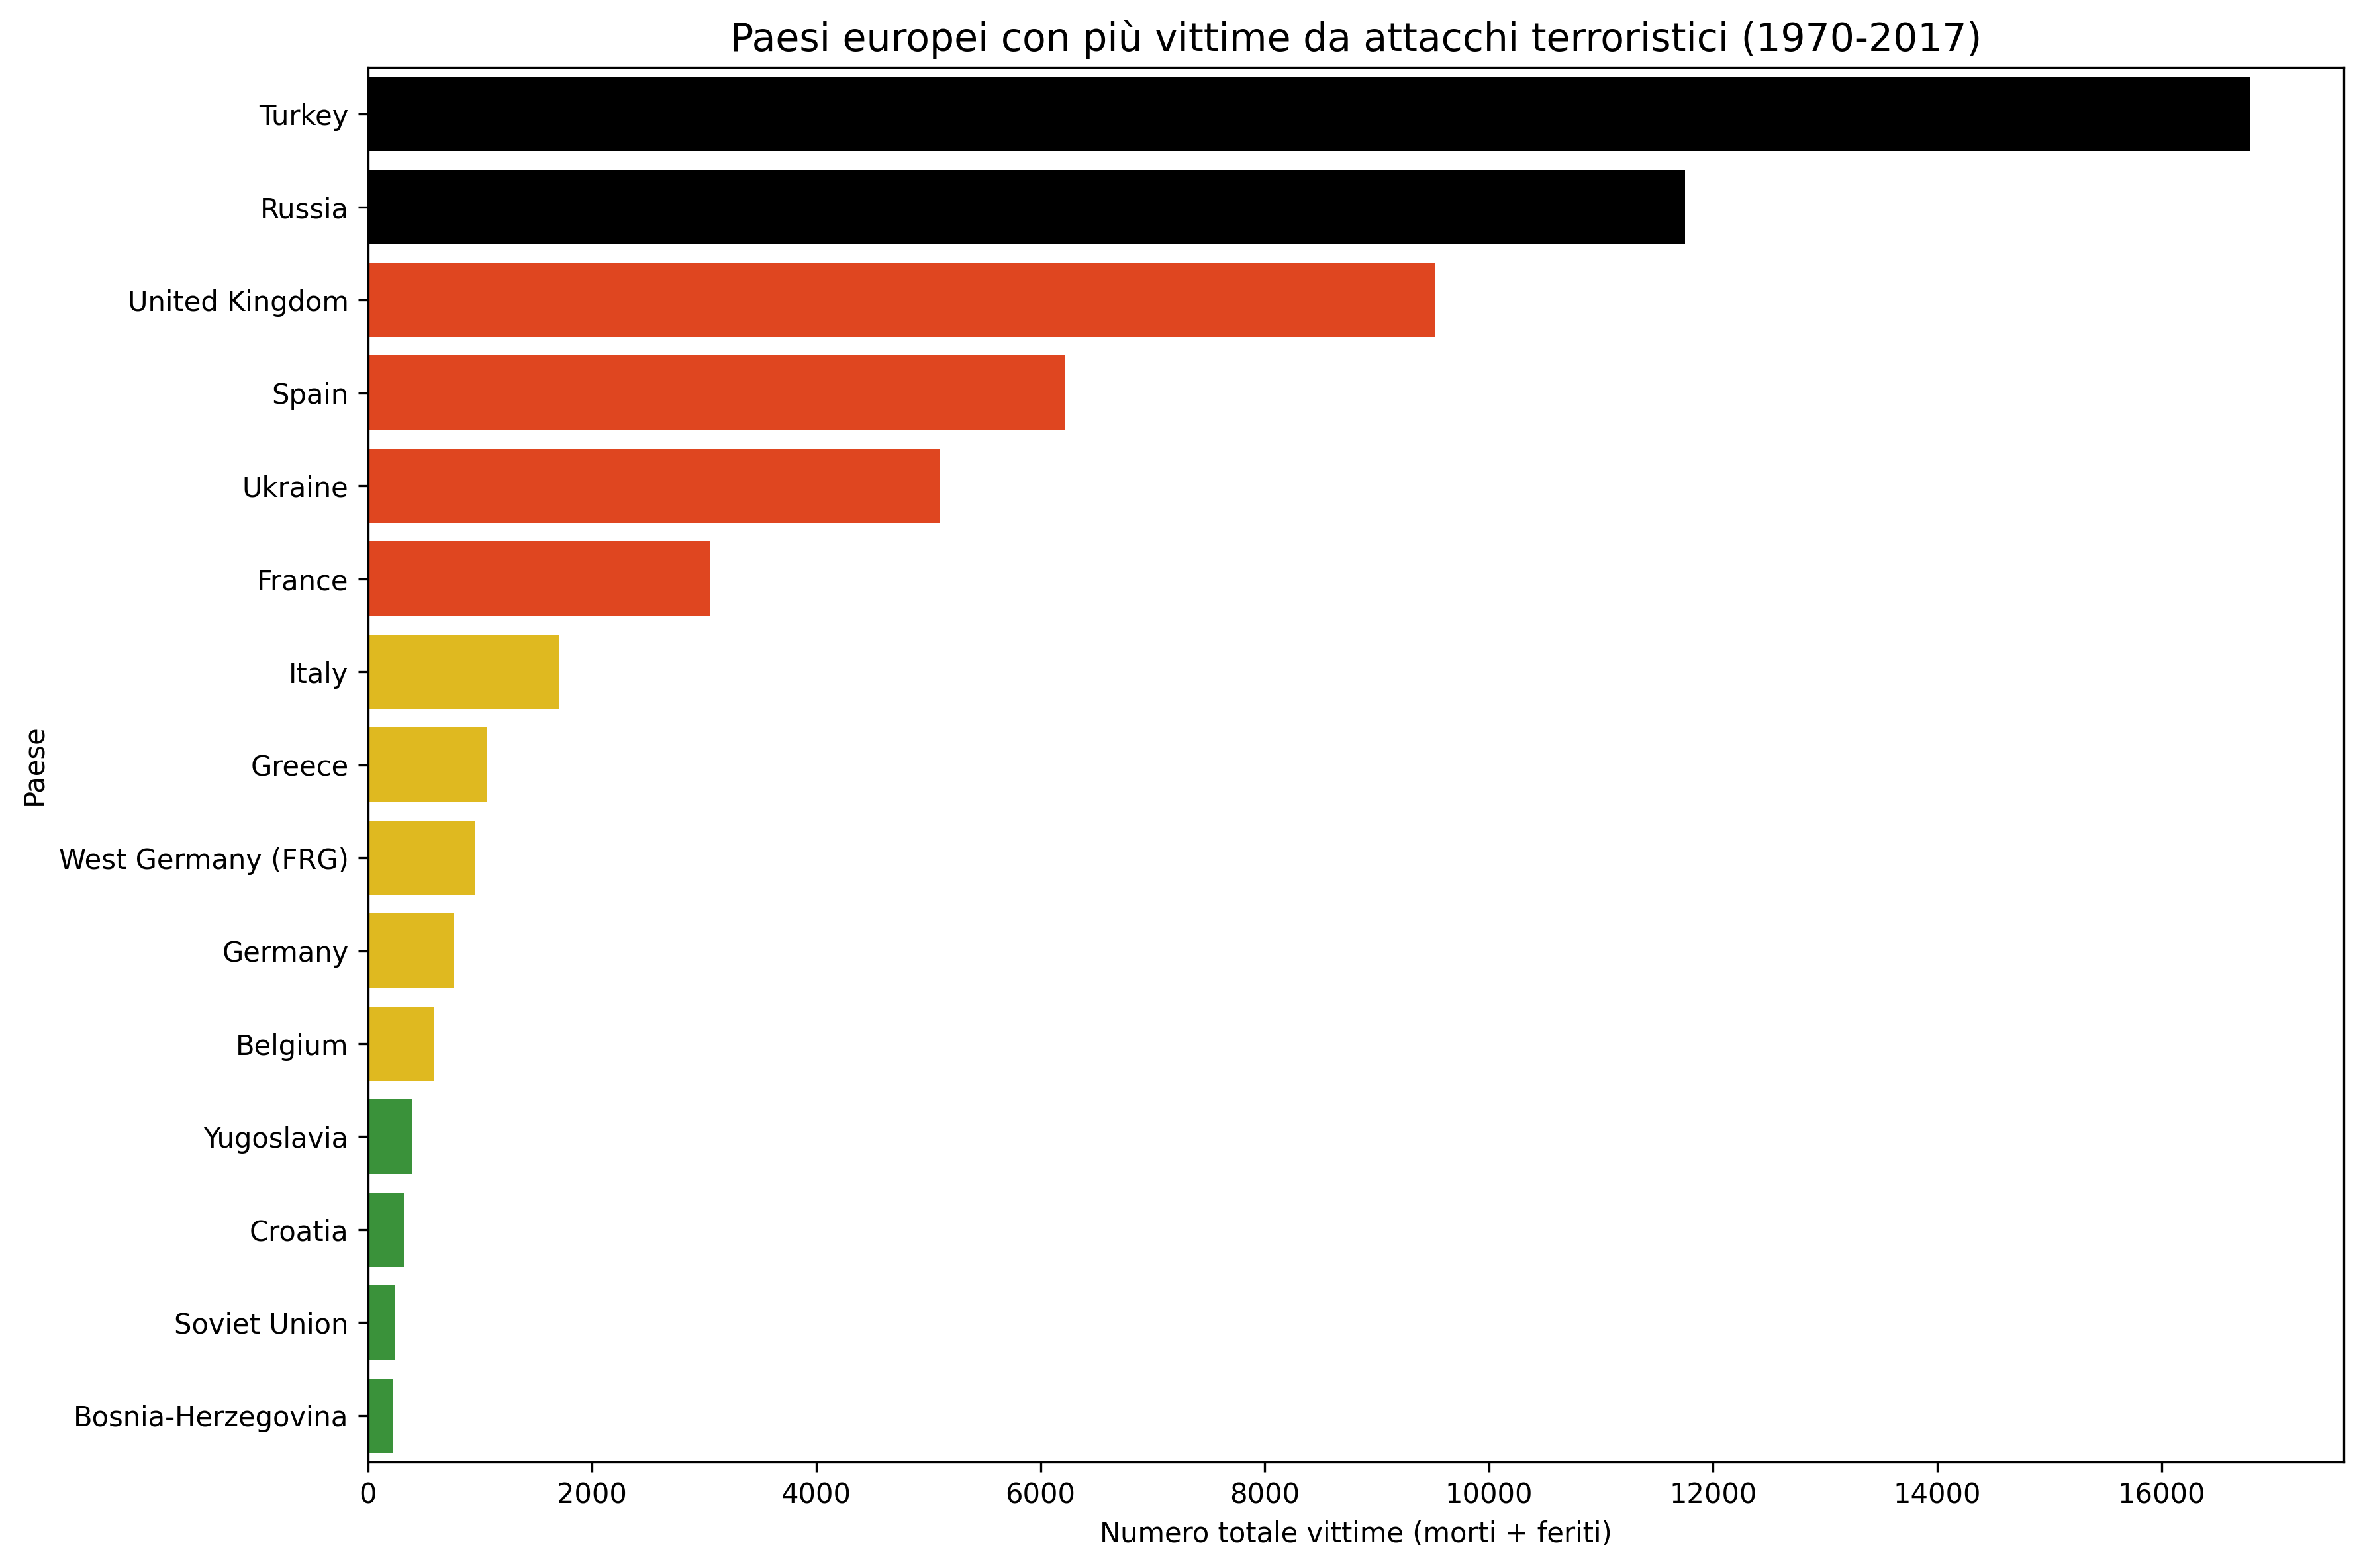 Paesi europei con più vittime da attacchi terroristici (1970-2017)
Paese
Turkey
Russia
United Kingdom
Spain
Ukraine
France
Italy
Greece
West Germany (FRG)
Germany
Belgium
Yugoslavia
Croatia
Soviet Union
Bosnia-Herzegovina
0 2000 4000 6000 8000 10000 12000 14000 16000
Numero totale vittime (morti + feriti)